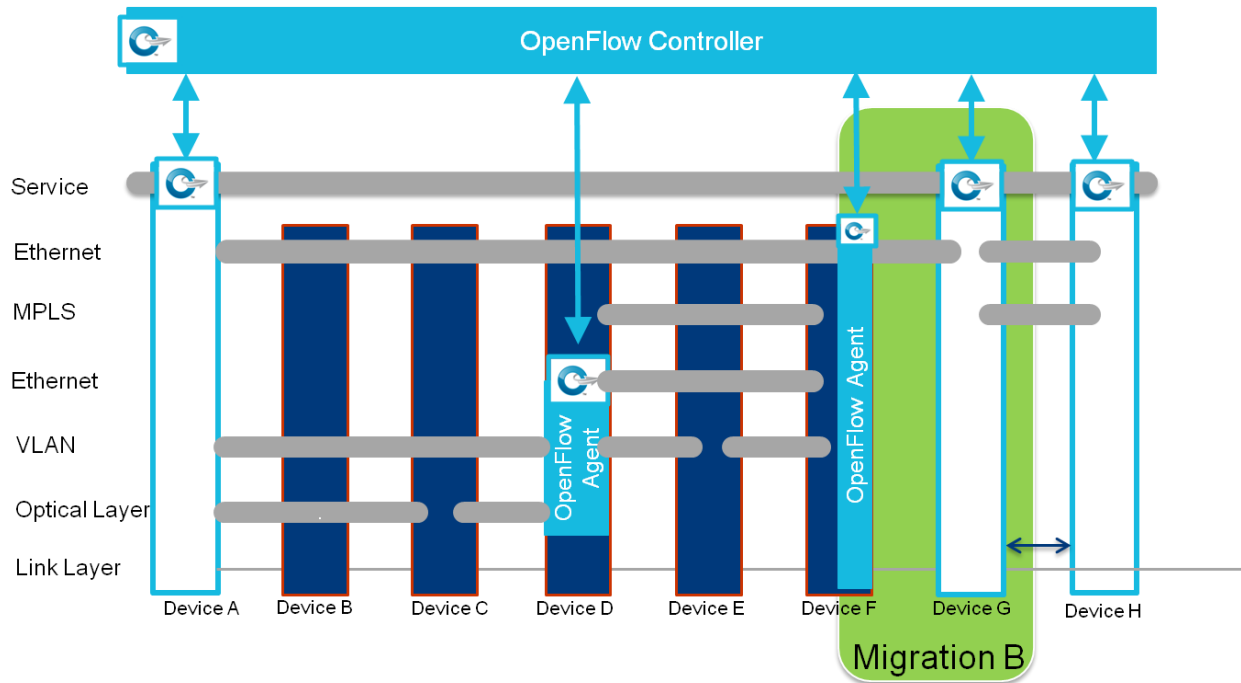 OpenFlow Controller
Service
Ethernet
MPLS
Ethernet
VLAN
Optical Layer
Link Layer
OpenFlow
Agent
OpenFlow Agent
Device A
Device B
Device C
Device D
Device E
Device F
Device G
Device H
Migration B